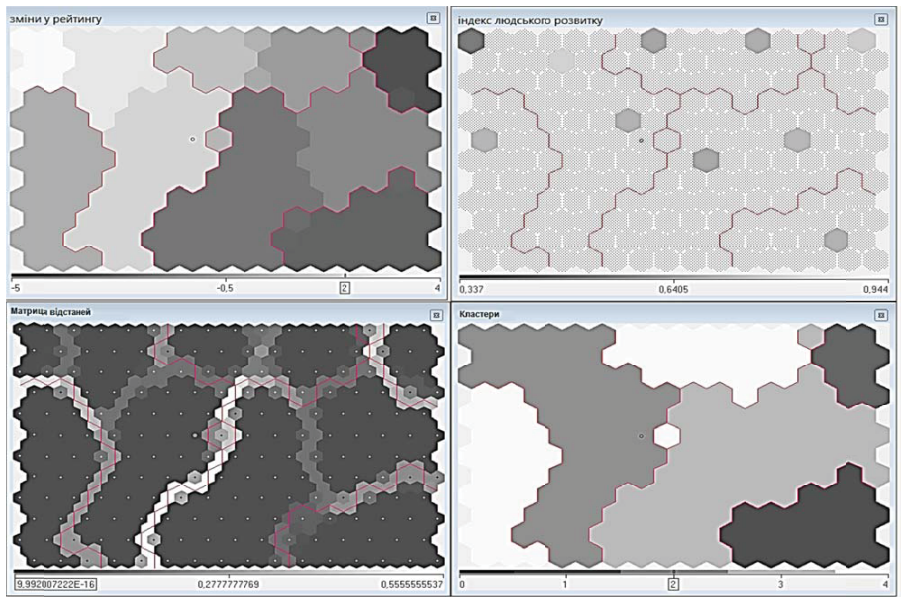 зміни у рейтингу
-5 -0,5 2 4
індекс людського розвитку
0,337 0,6405 0,944
Матриця відстаней
9,992007222E-16 0,2777777769 0,5555555537
Кластери
0 1 2 3 4